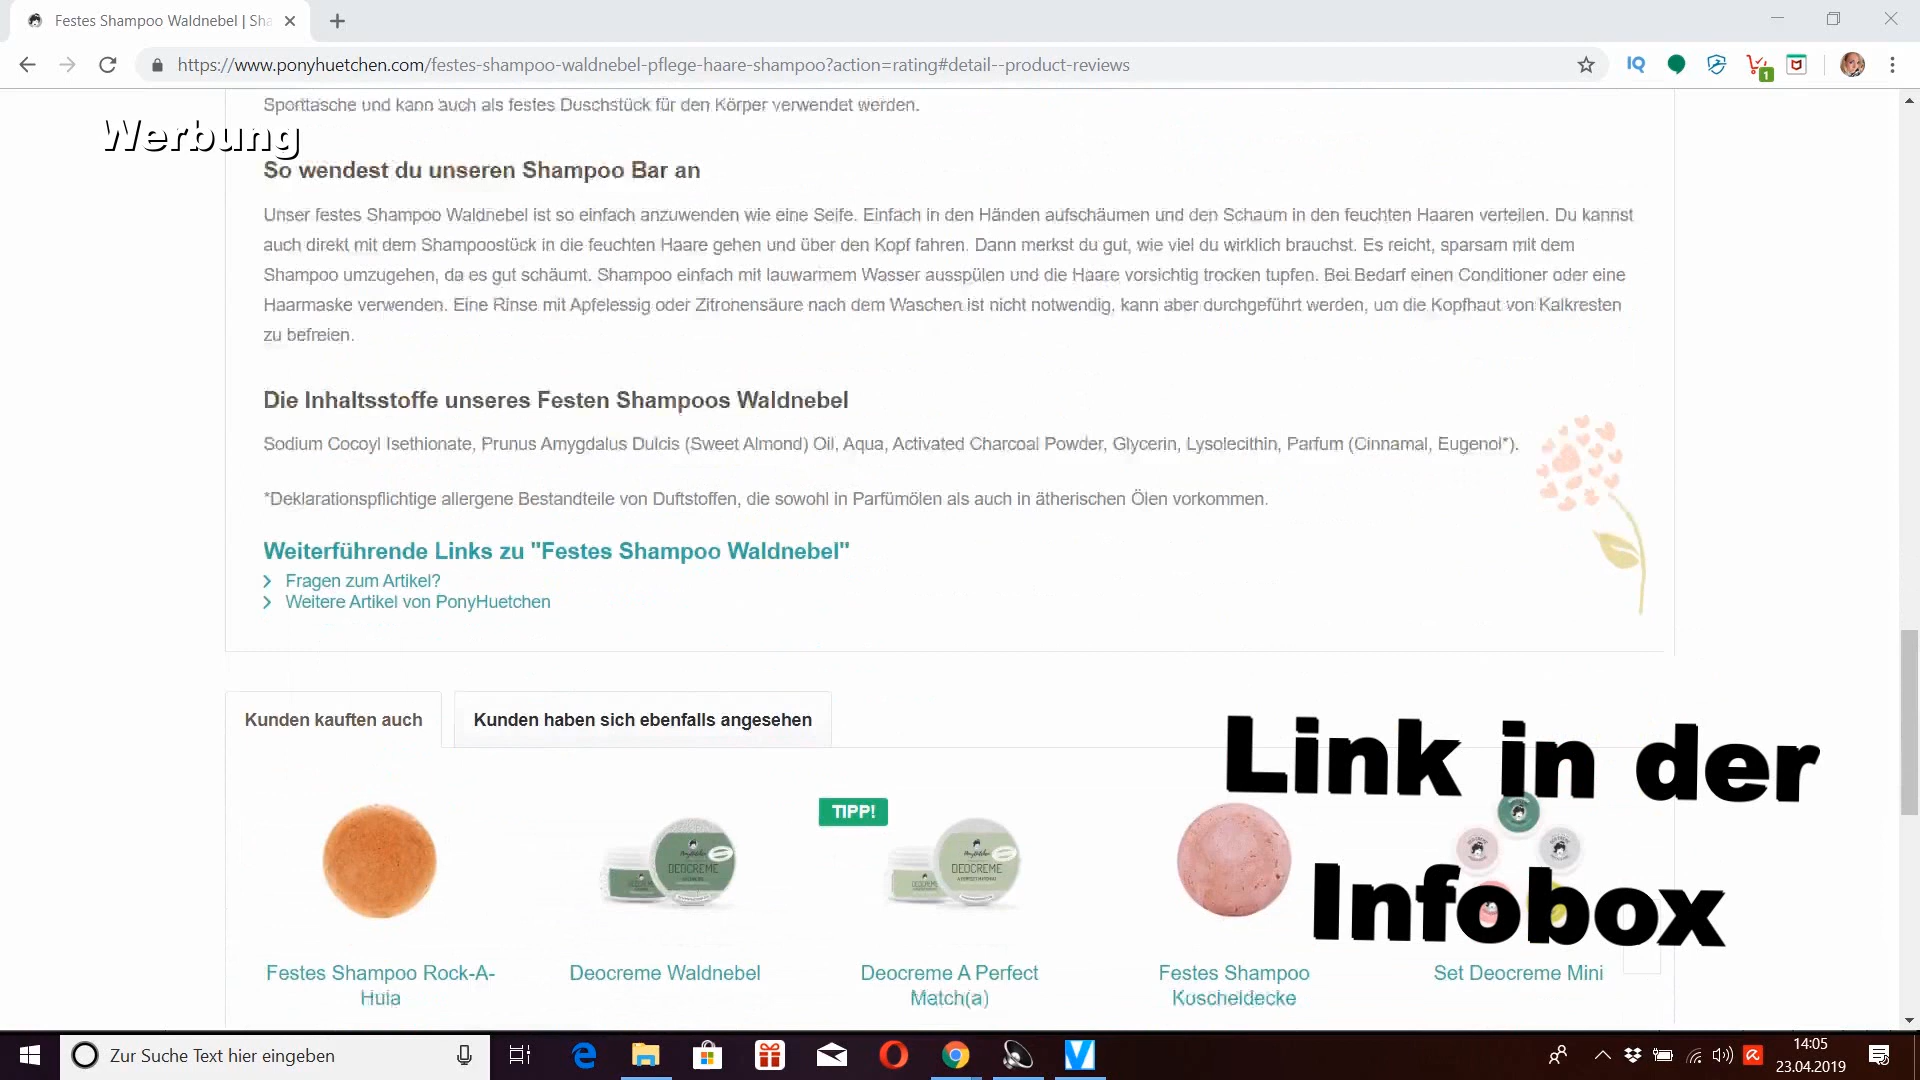 Festes Shampoo Waldnebel | Sha
https://www.ponyhuetchen.com/festes-shampoo-waldnebel-pflege-haare-shampoo?action=rating#detail--product-reviews
IQ
1
Sporttasche und kann auch als festes Duschstück für den Körper verwendet werden.
Werbung
So wendest du unseren Shampoo Bar an
Unser festes Shampoo Waldnebel ist so einfach anzuwenden wie eine Seife. Einfach in den Händen aufschäumen und den Schaum in den feuchten Haaren verteilen. Du kannst
auch direkt mit dem Shampoostück in die feuchten Haare gehen und über den Kopf fahren. Dann merkst du gut, wie viel du wirklich brauchst. Es reicht, sparsam mit dem
Shampoo umzugehen, da es gut schäumt. Shampoo einfach mit lauwarmem Wasser ausspülen und die Haare vorsichtig trocken tupfen. Bei Bedarf einen Conditioner oder eine
Haarmaske verwenden. Eine Rinse mit Apfelessig oder Zitronensäure nach dem Waschen ist nicht notwendig, kann aber durchgeführt werden, um die Kopfhaut von Kalkresten
zu befreien.
Die Inhaltsstoffe unseres Festen Shampoos Waldnebel
Sodium Cocoyl Isethionate, Prunus Amygdalus Dulcis (Sweet Almond) Oil, Aqua, Activated Charcoal Powder, Glycerin, Lysolecithin, Parfum (Cinnamal, Eugenol*).
*Deklarationspflichtige allergene Bestandteile von Duftstoffen, die sowohl in Parfümölen als auch in ätherischen Ölen vorkommen.
Weiterführende Links zu "Festes Shampoo Waldnebel"
Fragen zum Artikel?
Weitere Artikel von PonyHuetchen
Kunden kauften auch
Kunden haben sich ebenfalls angesehen
Link in der
Infobox
TIPP!
DEOCREME
DEOCREME
Festes Shampoo Rock-A-
Hula
Deocreme Waldnebel
Deocreme A Perfect
Match(a)
Festes Shampoo
Kuscheldecke
Set Deocreme Mini
Zur Suche Text hier eingeben
14:05
23.04.2019